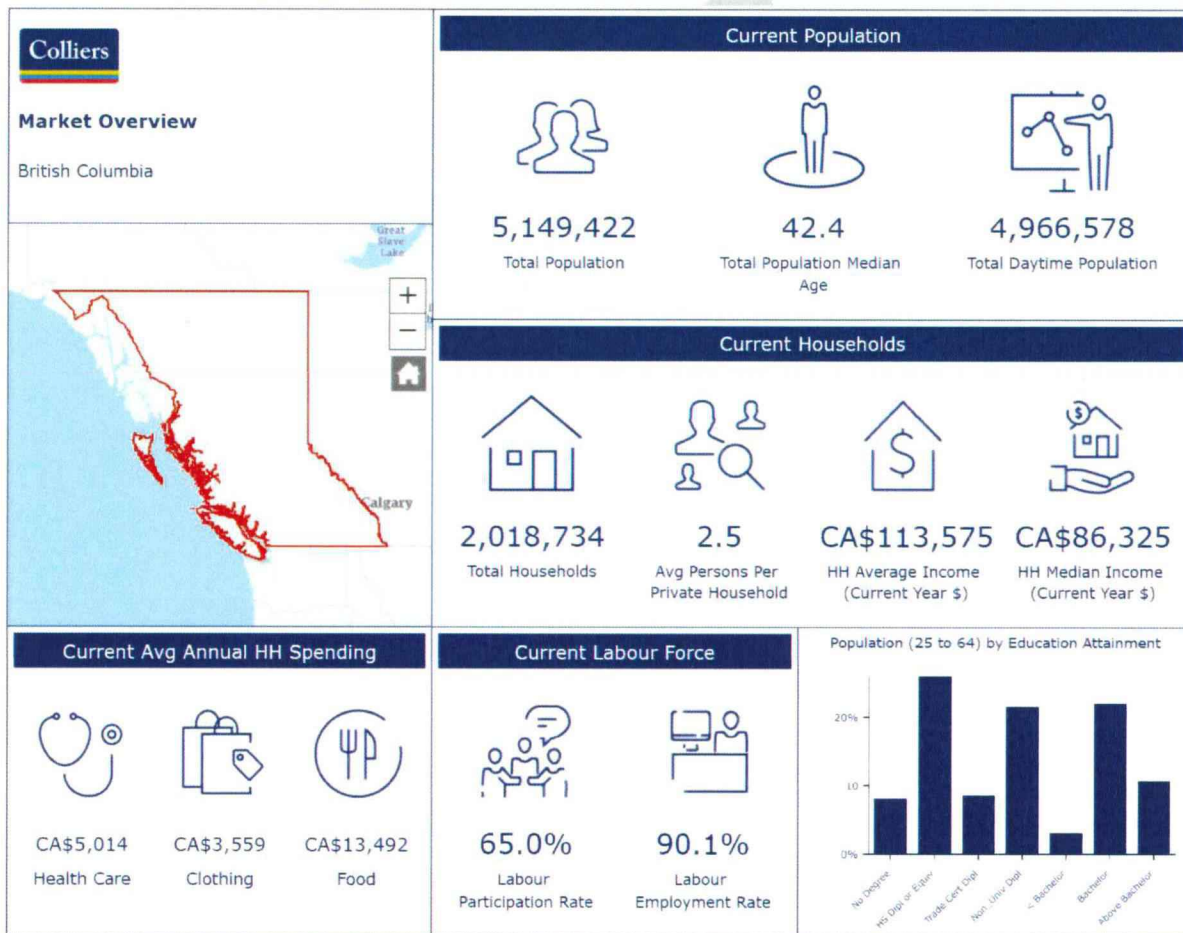 Colliers
Market Overview
British Columbia
Great
Slave
Lake
+
−
Calgary
Current Population
5,149,422
Total Population
42.4
Total Population Median
Age
4,966,578
Total Daytime Population
Current Households
2,018,734
Total Households
2.5
Avg Persons Per
Private Household
$
CA$113,575
HH Average Income
(Current Year $)
$
CA$86,325
HH Median Income
(Current Year $)
Current Avg Annual HH Spending
CA$5,014
Health Care
CA$3,559
Clothing
CA$13,492
Food
Current Labour Force
65.0%
Labour
Participation Rate
90.1%
Labour
Employment Rate
Population (25 to 64) by Education Attainment
20%
10
0%
No Degree
HS Dipl or Equiv
Trade Cert Dipl
Non_Univ Dipl
< Bachelor
Bachelor
Above Bachelor